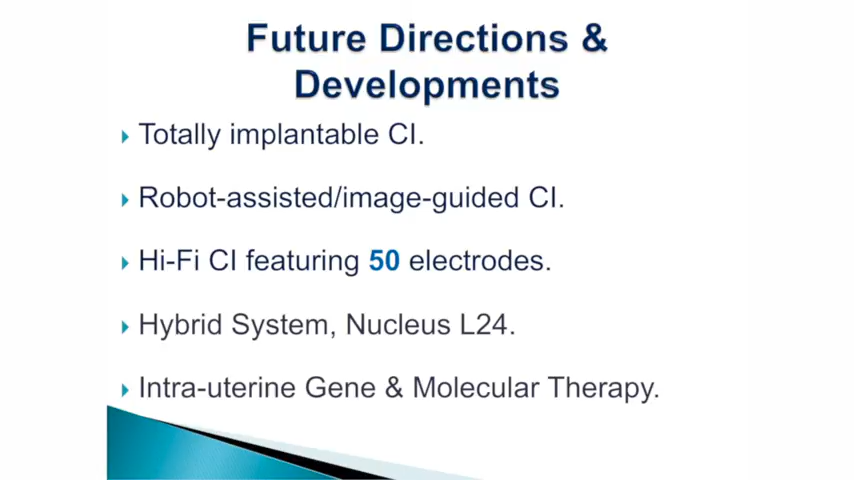 Future Directions &
Developments
Totally implantable CI.
Robot-assisted/image-guided CI.
Hi-Fi CI featuring 50 electrodes.
Hybrid System, Nucleus L24.
Intra-uterine Gene & Molecular Therapy.